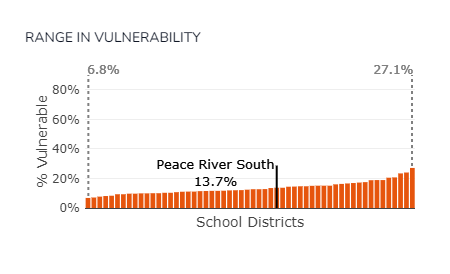 RANGE IN VULNERABILITY
6.8% 27.1%
80%
60%
40%
20%
0%
% Vulnerable
Peace River South
13.7%
School Districts